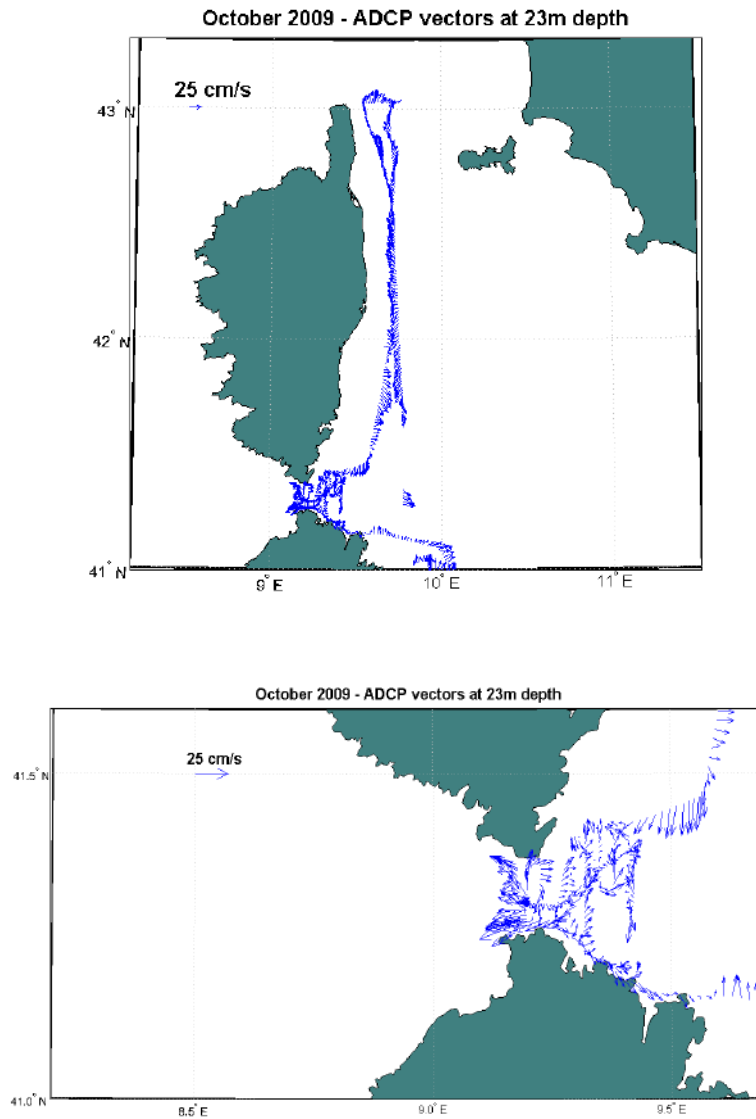 October 2009 - ADCP vectors at 23m depth
25 cm/s
43° N
42° N
41° N
9° E
10° E
11° E
October 2009 - ADCP vectors at 23m depth
25 cm/s
41.5° N
41.0° N
8.5° E
9.0° E
9.5° E